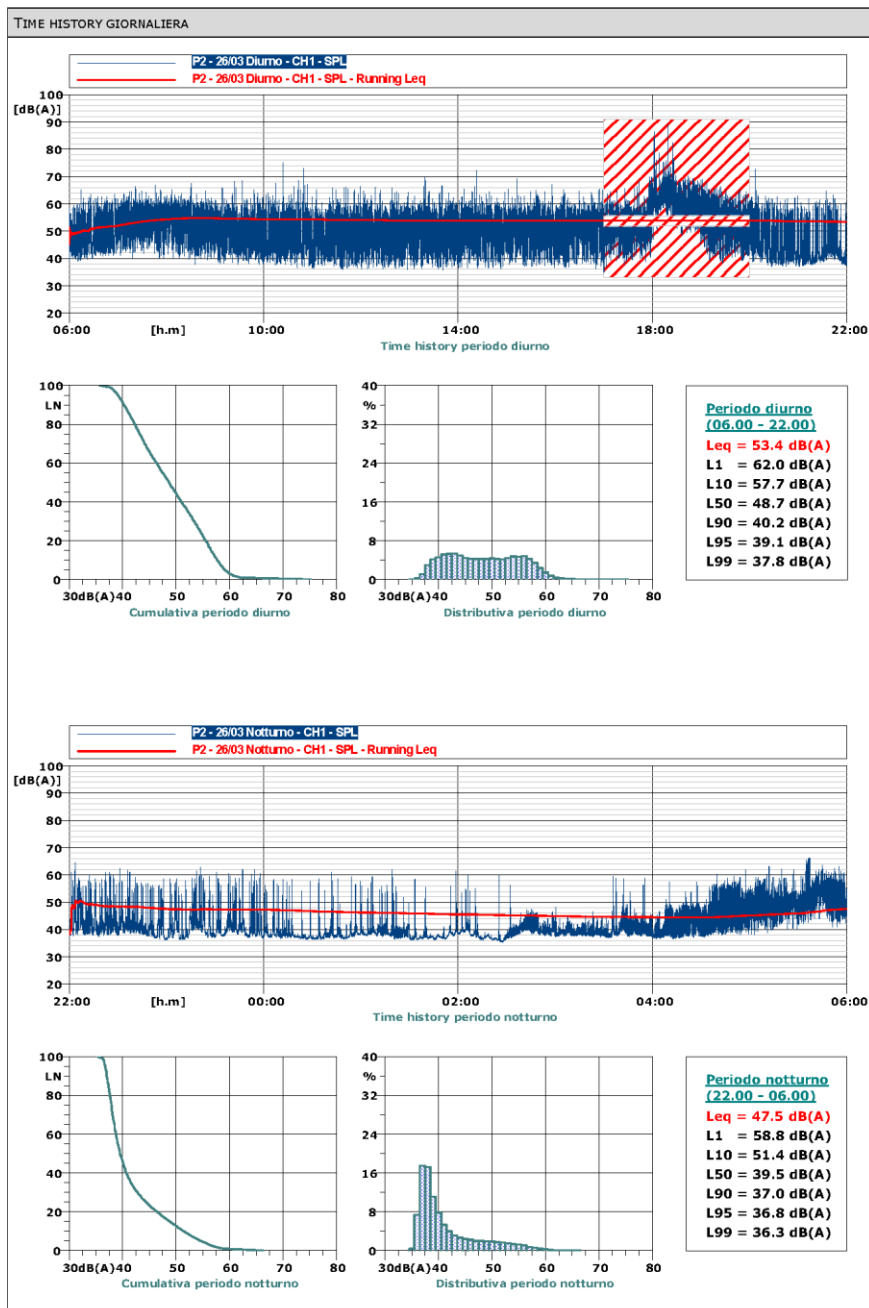 TIME HISTORY GIORNALIERA
P2 - 26/03 Diurno - CH1 - SPL
P2 - 26/03 Diurno - CH1 - SPL - Running Leq
100
[dB(A)]
90
80
70
60
50
40
30
20
06:00 [h.m] 10:00 14:00 18:00 22:00
Time history periodo diurno
100
LN
80
60
40
20
0
30dB(A)40 50 60 70 80
Cumulativa periodo diurno
40
%
32
24
16
8
0
30dB(A)40 50 60 70 80
Distributiva periodo diurno
Periodo diurno
(06.00 - 22.00)
Leq = 53.4 dB(A)
L1 = 62.0 dB(A)
L10 = 57.7 dB(A)
L50 = 48.7 dB(A)
L90 = 40.2 dB(A)
L95 = 39.1 dB(A)
L99 = 37.8 dB(A)
P2 - 26/03 Notturno - CH1 - SPL
P2 - 26/03 Notturno - CH1 - SPL - Running Leq
100
[dB(A)]
90
80
70
60
50
40
30
20
22:00 [h.m] 00:00 02:00 04:00 06:00
Time history periodo notturno
100
LN
80
60
40
20
0
30dB(A)40 50 60 70 80
Cumulativa periodo notturno
40
%
32
24
16
8
0
30dB(A)40 50 60 70 80
Distributiva periodo notturno
Periodo notturno
(22.00 - 06.00)
Leq = 47.5 dB(A)
L1 = 58.8 dB(A)
L10 = 51.4 dB(A)
L50 = 39.5 dB(A)
L90 = 37.0 dB(A)
L95 = 36.8 dB(A)
L99 = 36.3 dB(A)